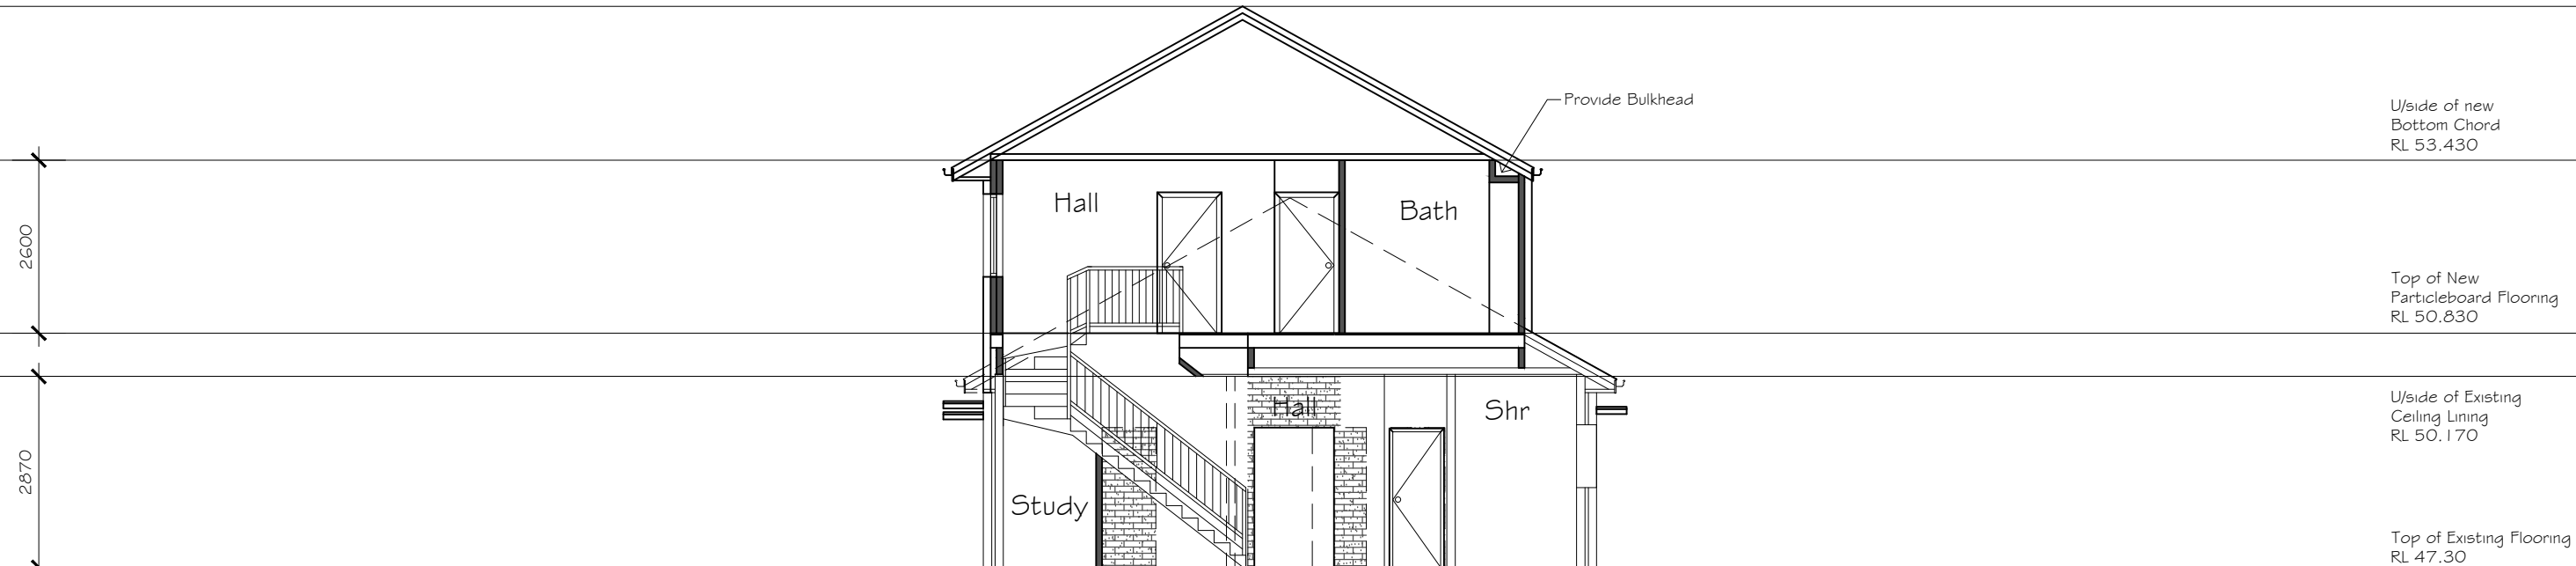 Provide Bulkhead
U/side of new
Bottom Chord
RL 53.430
Hall
Bath
2600
Top of New
Particleboard Flooring
RL 50.830
U/side of Existing
Ceiling Lining
RL 50.170
Hall
Shr
2870
Study
Top of Existing Flooring
RL 47.30